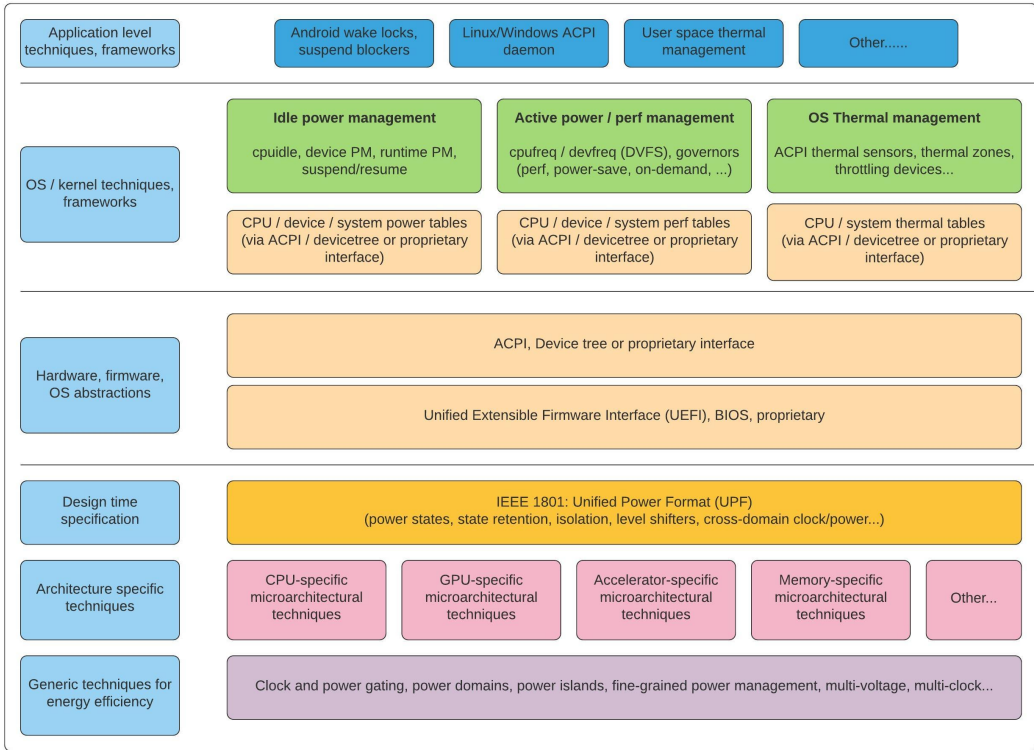 Application level
techniques, frameworks
Android wake locks,
suspend blockers
Linux/Windows ACPI
daemon
User space thermal
management
Other......
OS / kernel techniques,
frameworks
Idle power management
cpuidle, device PM, runtime PM,
suspend/resume
Active power / perf management
cpufreq / devfreq (DVFS), governors
(perf, power-save, on-demand, ...)
OS Thermal management
ACPI thermal sensors, thermal zones,
throttling devices...
CPU / device / system power tables
(via ACPI / devicetree or proprietary
interface)
CPU / device / system perf tables
(via ACPI / devicetree or proprietary
interface)
CPU / system thermal tables
(via ACPI / devicetree or proprietary
interface)
Hardware, firmware,
OS abstractions
ACPI, Device tree or proprietary interface
Unified Extensible Firmware Interface (UEFI), BIOS, proprietary
Design time
specification
IEEE 1801: Unified Power Format (UPF)
(power states, state retention, isolation, level shifters, cross-domain clock/power...)
Architecture specific
techniques
CPU-specific
microarchitectural
techniques
GPU-specific
microarchitectural
techniques
Accelerator-specific
microarchitectural
techniques
Memory-specific
microarchitectural
techniques
Other...
Generic techniques for
energy efficiency
Clock and power gating, power domains, power islands, fine-grained power management, multi-voltage, multi-clock...